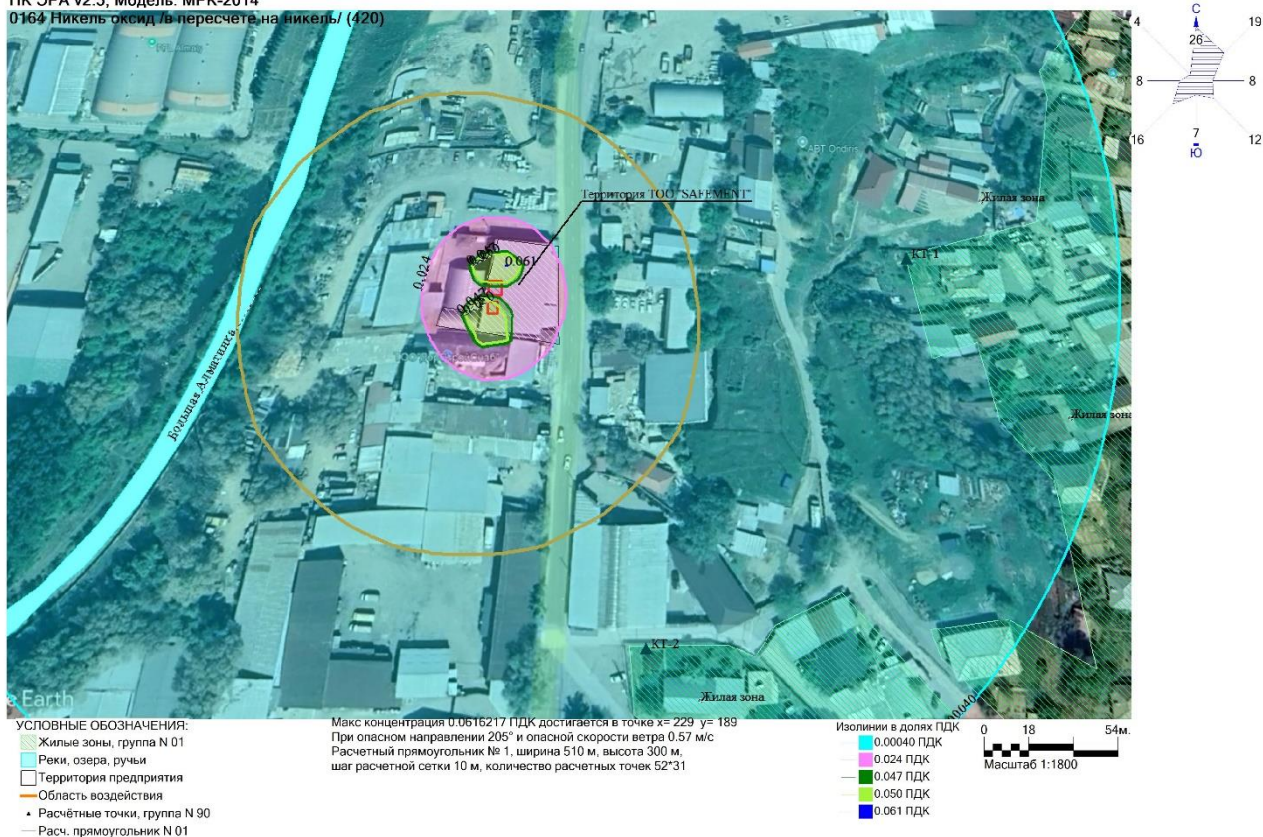 ПК ЭРА v2.5, Модель: МРК-2014
0164 Никель оксид /в пересчете на никель/ (420)
С
4
19
26
8
8
16
12
7
Ю
Территория ТОО "SAFEMENT"
ABT Ondiris
Жилая зона
КТ-1
0.061
0.024
0.047
Большая Алматинка
Жилая зона
КТ-2
Жилая зона
Earth
УСЛОВНЫЕ ОБОЗНАЧЕНИЯ:
Жилые зоны, группа N 01
Реки, озера, ручьи
Территория предприятия
Область воздействия
Расчётные точки, группа N 90
Расч. прямоугольник N 01
Макс концентрация 0.0616217 ПДК достигается в точке x= 229 y= 189
При опасном направлении 205° и опасной скорости ветра 0.57 м/с
Расчетный прямоугольник № 1, ширина 510 м, высота 300 м,
шаг расчетной сетки 10 м, количество расчетных точек 52*31
Изолинии в долях ПДК
0.00040 ПДК
0.024 ПДК
0.047 ПДК
0.050 ПДК
0.061 ПДК
0 18 54м.
Масштаб 1:1800